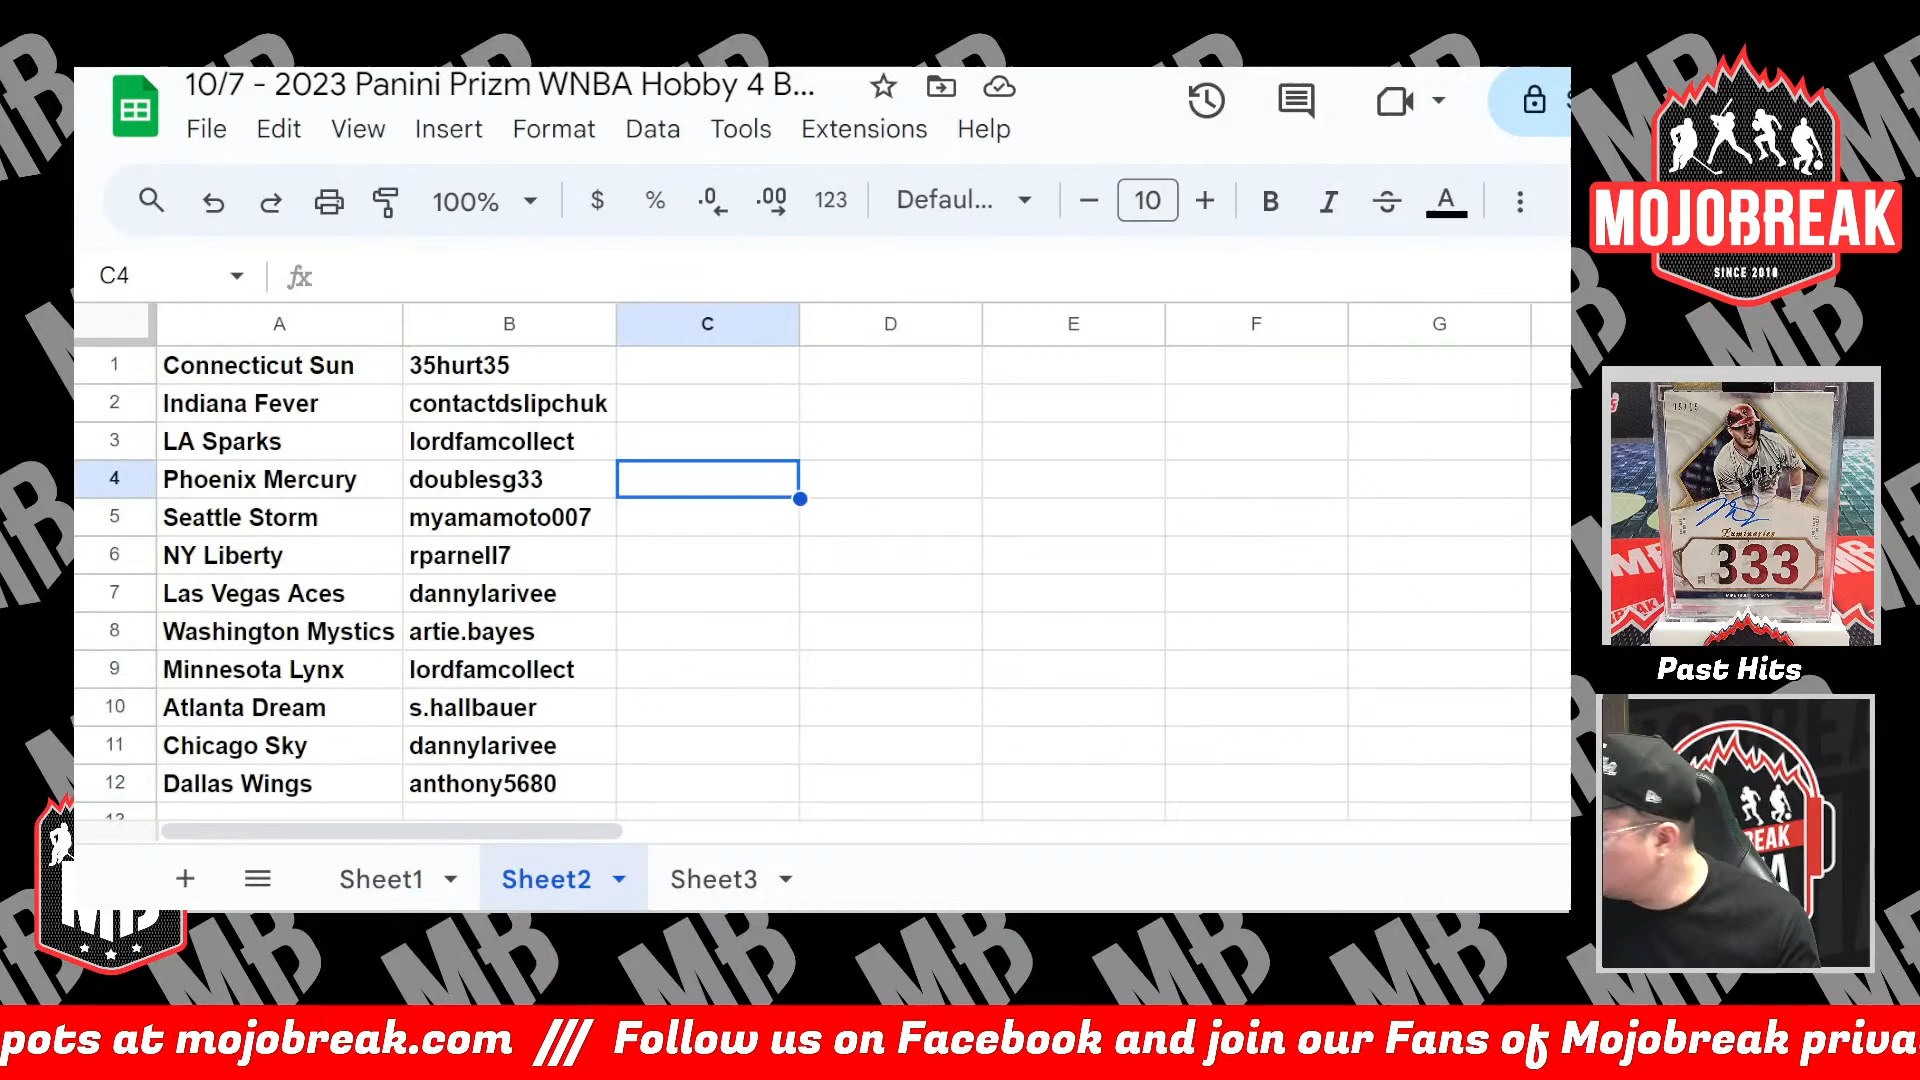 10/7 - 2023 Panini Prizm WNBA Hobby 4 B...
File Edit View Insert Format Data Tools Extensions Help
100% $ % .0 .00 123 Defaul... 10 B I A
C4 fx
A B C D E F G
1 Connecticut Sun 35hurt35
2 Indiana Fever contactdslipchuk
3 LA Sparks lordfamcollect
4 Phoenix Mercury doublesg33
5 Seattle Storm myamamoto007
6 NY Liberty rparnell7
7 Las Vegas Aces dannylarivee
8 Washington Mystics artie.bayes
9 Minnesota Lynx lordfamcollect
10 Atlanta Dream s.hallbauer
11 Chicago Sky dannylarivee
12 Dallas Wings anthony5680
Sheet1 Sheet2 Sheet3
MOJOBREAK
SINCE 2010
ANGELS
Luminaries
333
Past Hits
MB
pots at mojobreak.com /// Follow us on Facebook and join our Fans of Mojobreak priva